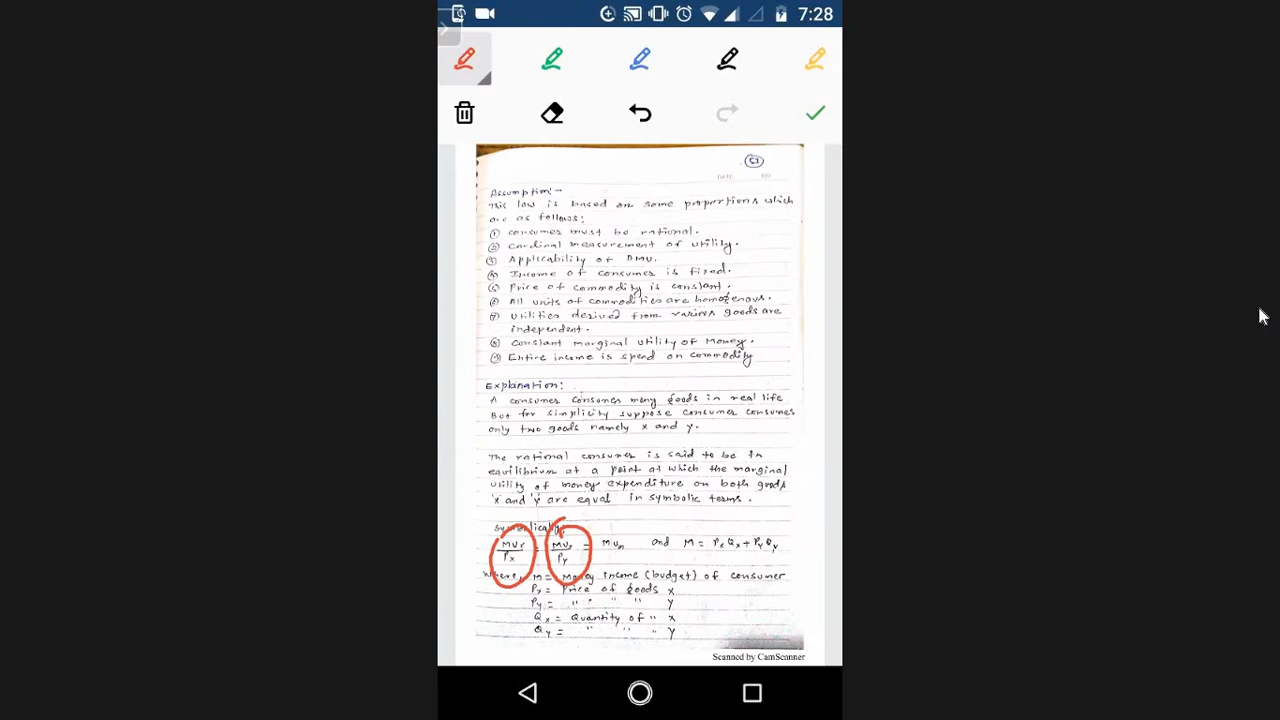 7:28
57
Assumption:-
This law is based on some proportions which
are as follows:
① Consumer must be rational.
② Cardinal measurement of utility.
③ Applicability of DMU.
④ Income of consumer is fixed.
⑤ Price of commodity is constant.
⑥ All units of commodities are homogenous.
⑦ Utilities derived from various goods are
independent.
⑧ Constant marginal utility of Money.
⑨ Entire income is spend on commodity
Explanation:
A consumer consumer many goods in real life
But for simplicity suppose consumer consumes
only two goods namely x and y.
The rational consumer is said to be in
equilibrium at a point at which the marginal
utility of money expenditure on both goods
'x and 'y' are equal in symbolic terms.
Symbolically,
MUx/Px = MUy/Py = MUm and M = PxQx + PyQy
Where, M = Money income (budget) of consumer
Px = Price of goods x
Py = " " " " y
Qx = Quantity of " x
Qy = " " " y
Scanned by CamScanner